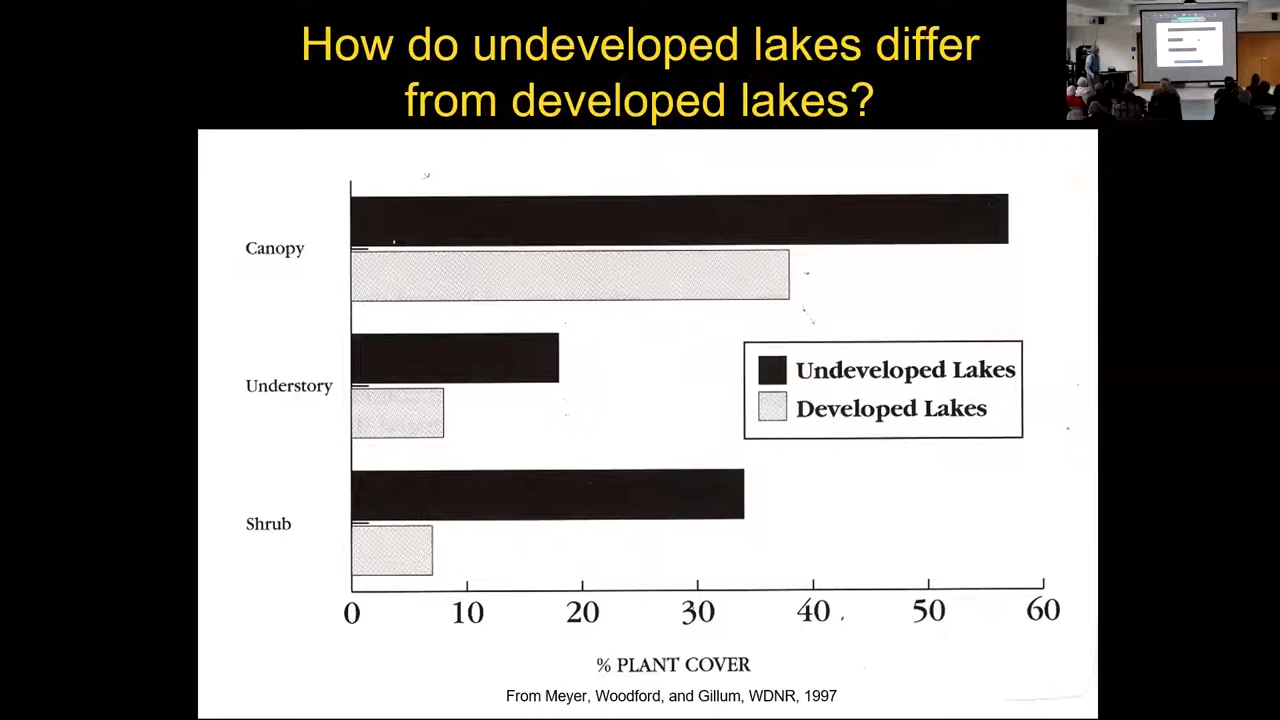 How do undeveloped lakes differ
from developed lakes?
Canopy
Understory
Shrub
Undeveloped Lakes
Developed Lakes
0 10 20 30 40 50 60
% PLANT COVER
From Meyer, Woodford, and Gillum, WDNR, 1997